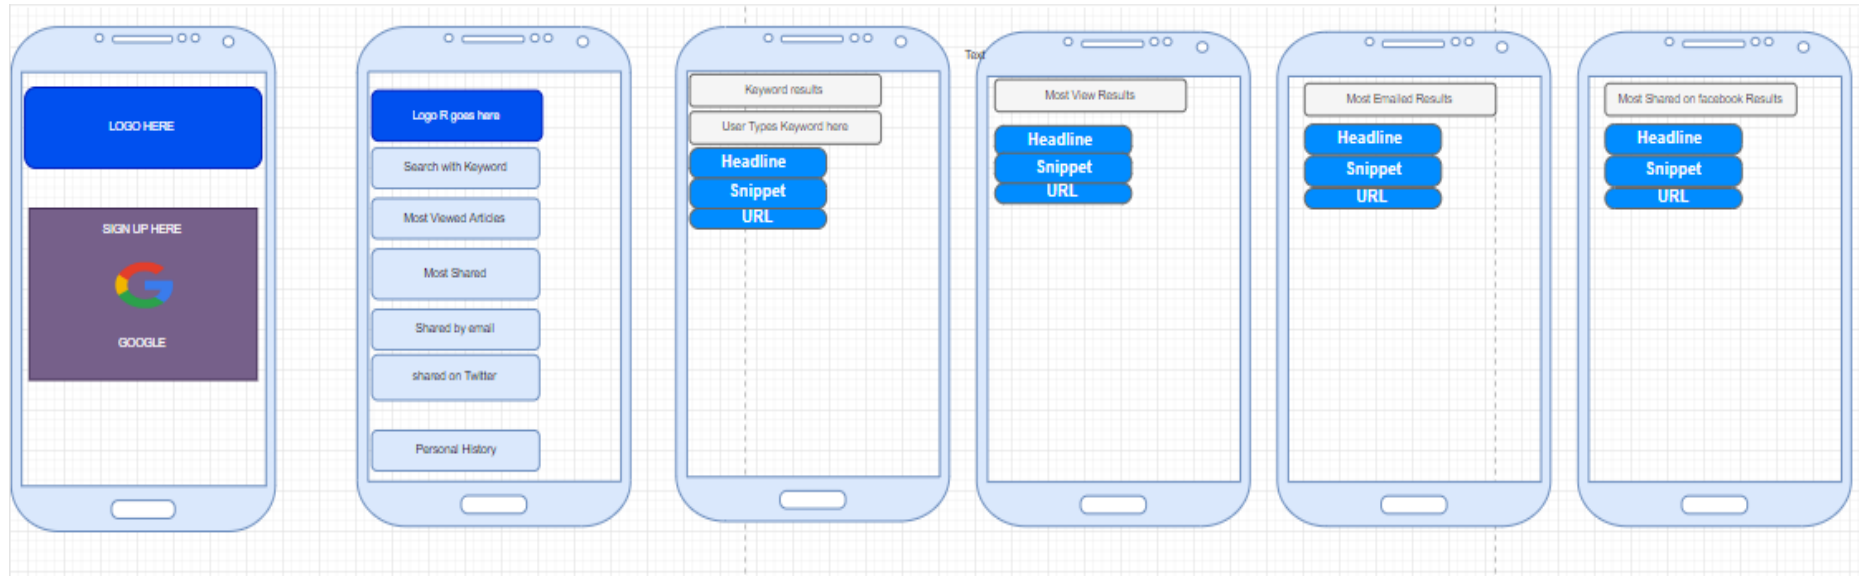 LOGO HERE
SIGN UP HERE
GOOGLE
Logo R goes here
Search with Keyword
Most Viewed Articles
Most Shared
Shared by email
shared on Twitter
Personal History
Keyword results
User Types Keyword here
Headline
Snippet
URL
Text
Most View Results
Headline
Snippet
URL
Most Emailed Results
Headline
Snippet
URL
Most Shared on facebook Results
Headline
Snippet
URL